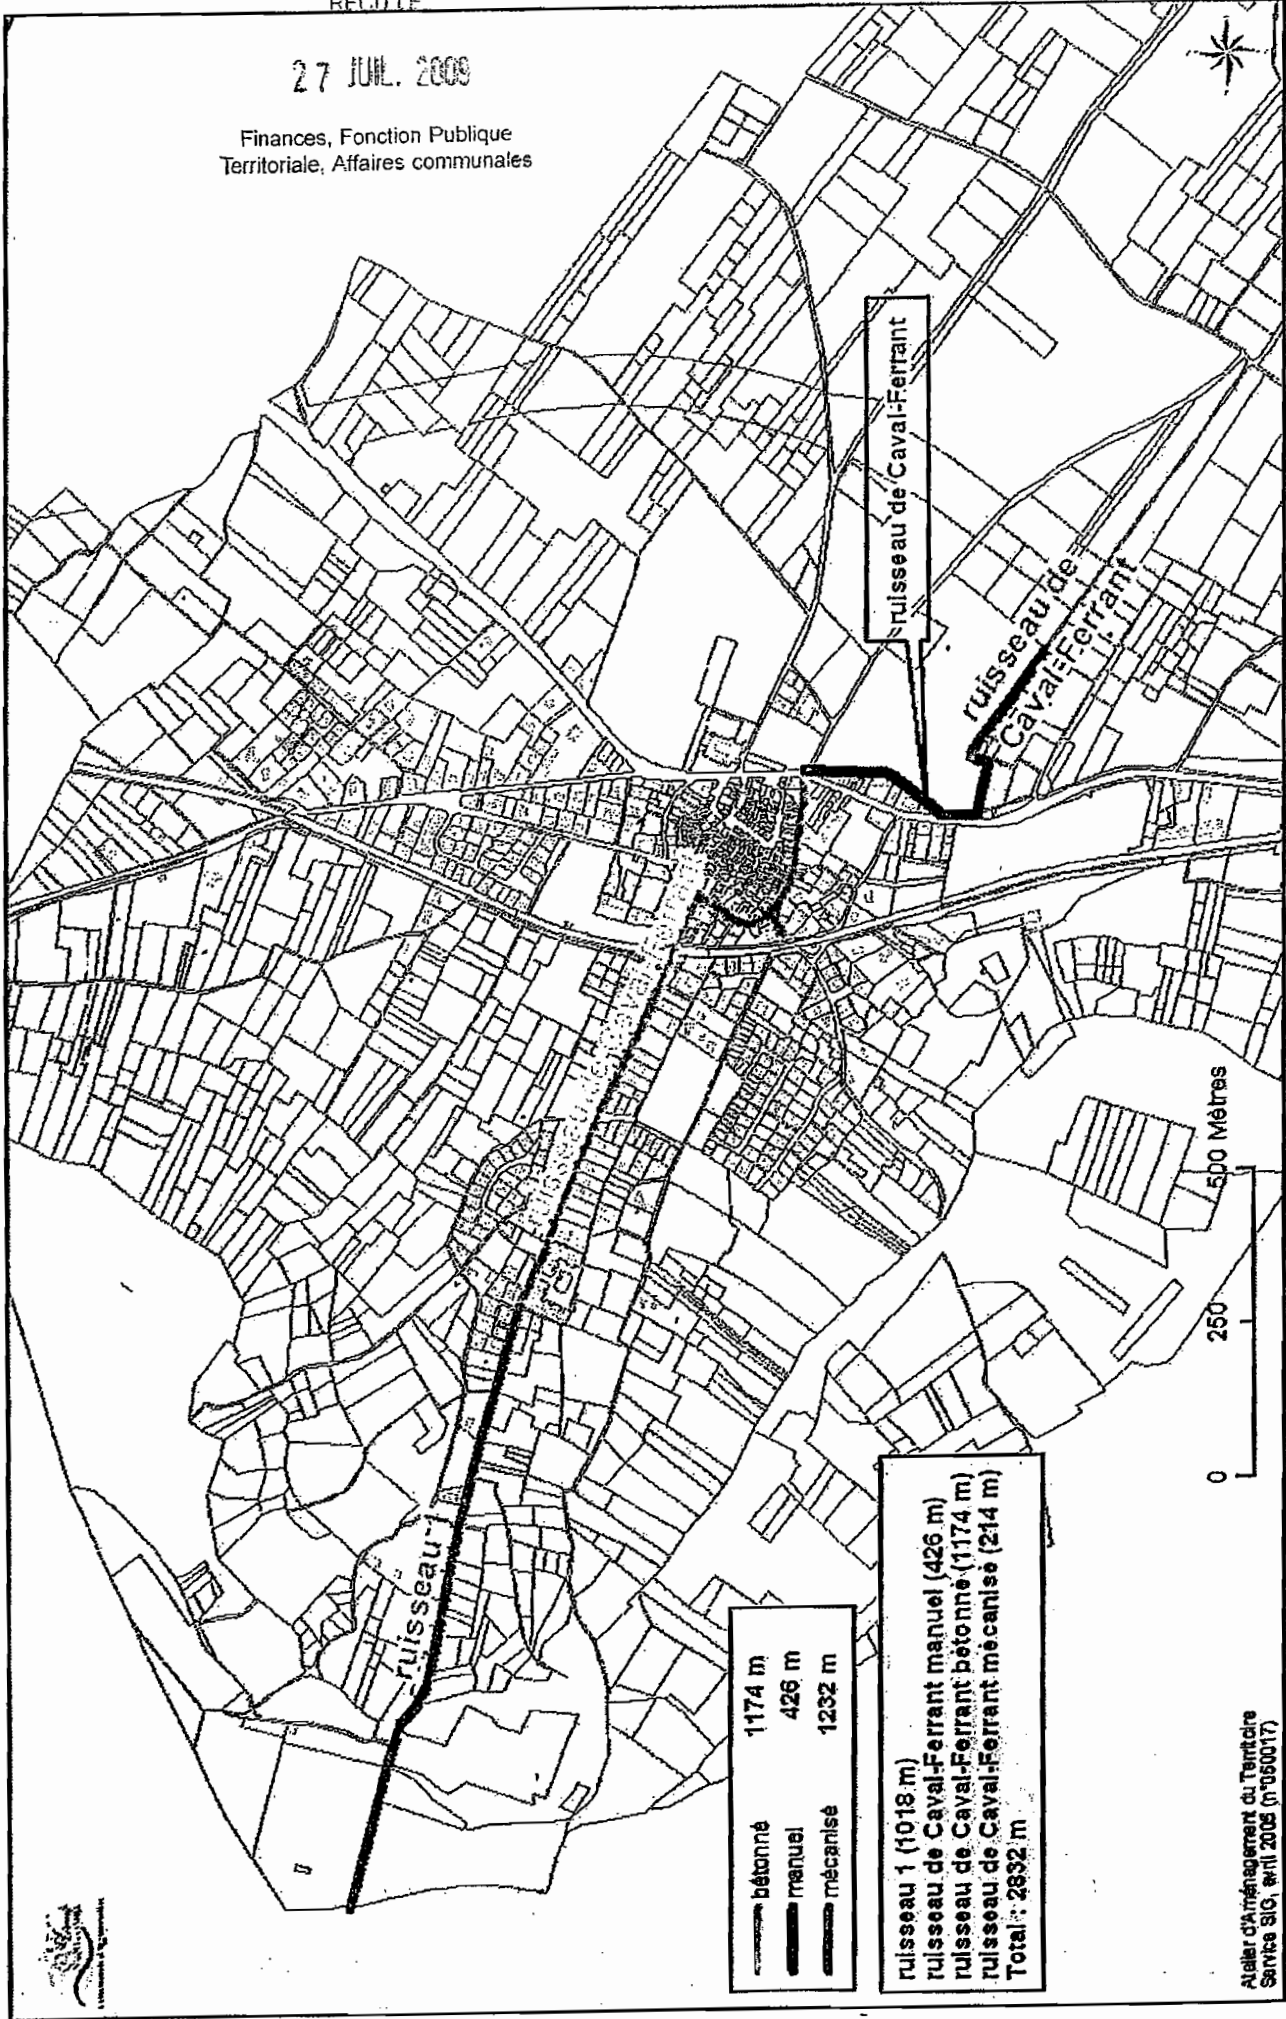 27 JUIL. 2009
Finances, Fonction Publique
Territoriale, Affaires communales
ruisseau de Caval-Ferrant
ruisseau de
Caval-Ferrant
ruisseau 1
bétonné 1174 m
manuel 426 m
mécanisé 1232 m
ruisseau 1 (1018 m)
ruisseau de Caval-Ferrant manuel (426 m)
ruisseau de Caval-Ferrant bétonné (1174 m)
ruisseau de Caval-Ferrant mécanisé (214 m)
Total : 2832 m
0 250 500 Mètres
Atelier d'Aménagement du Territoire
Service SIG, avril 2006 (n°060017)